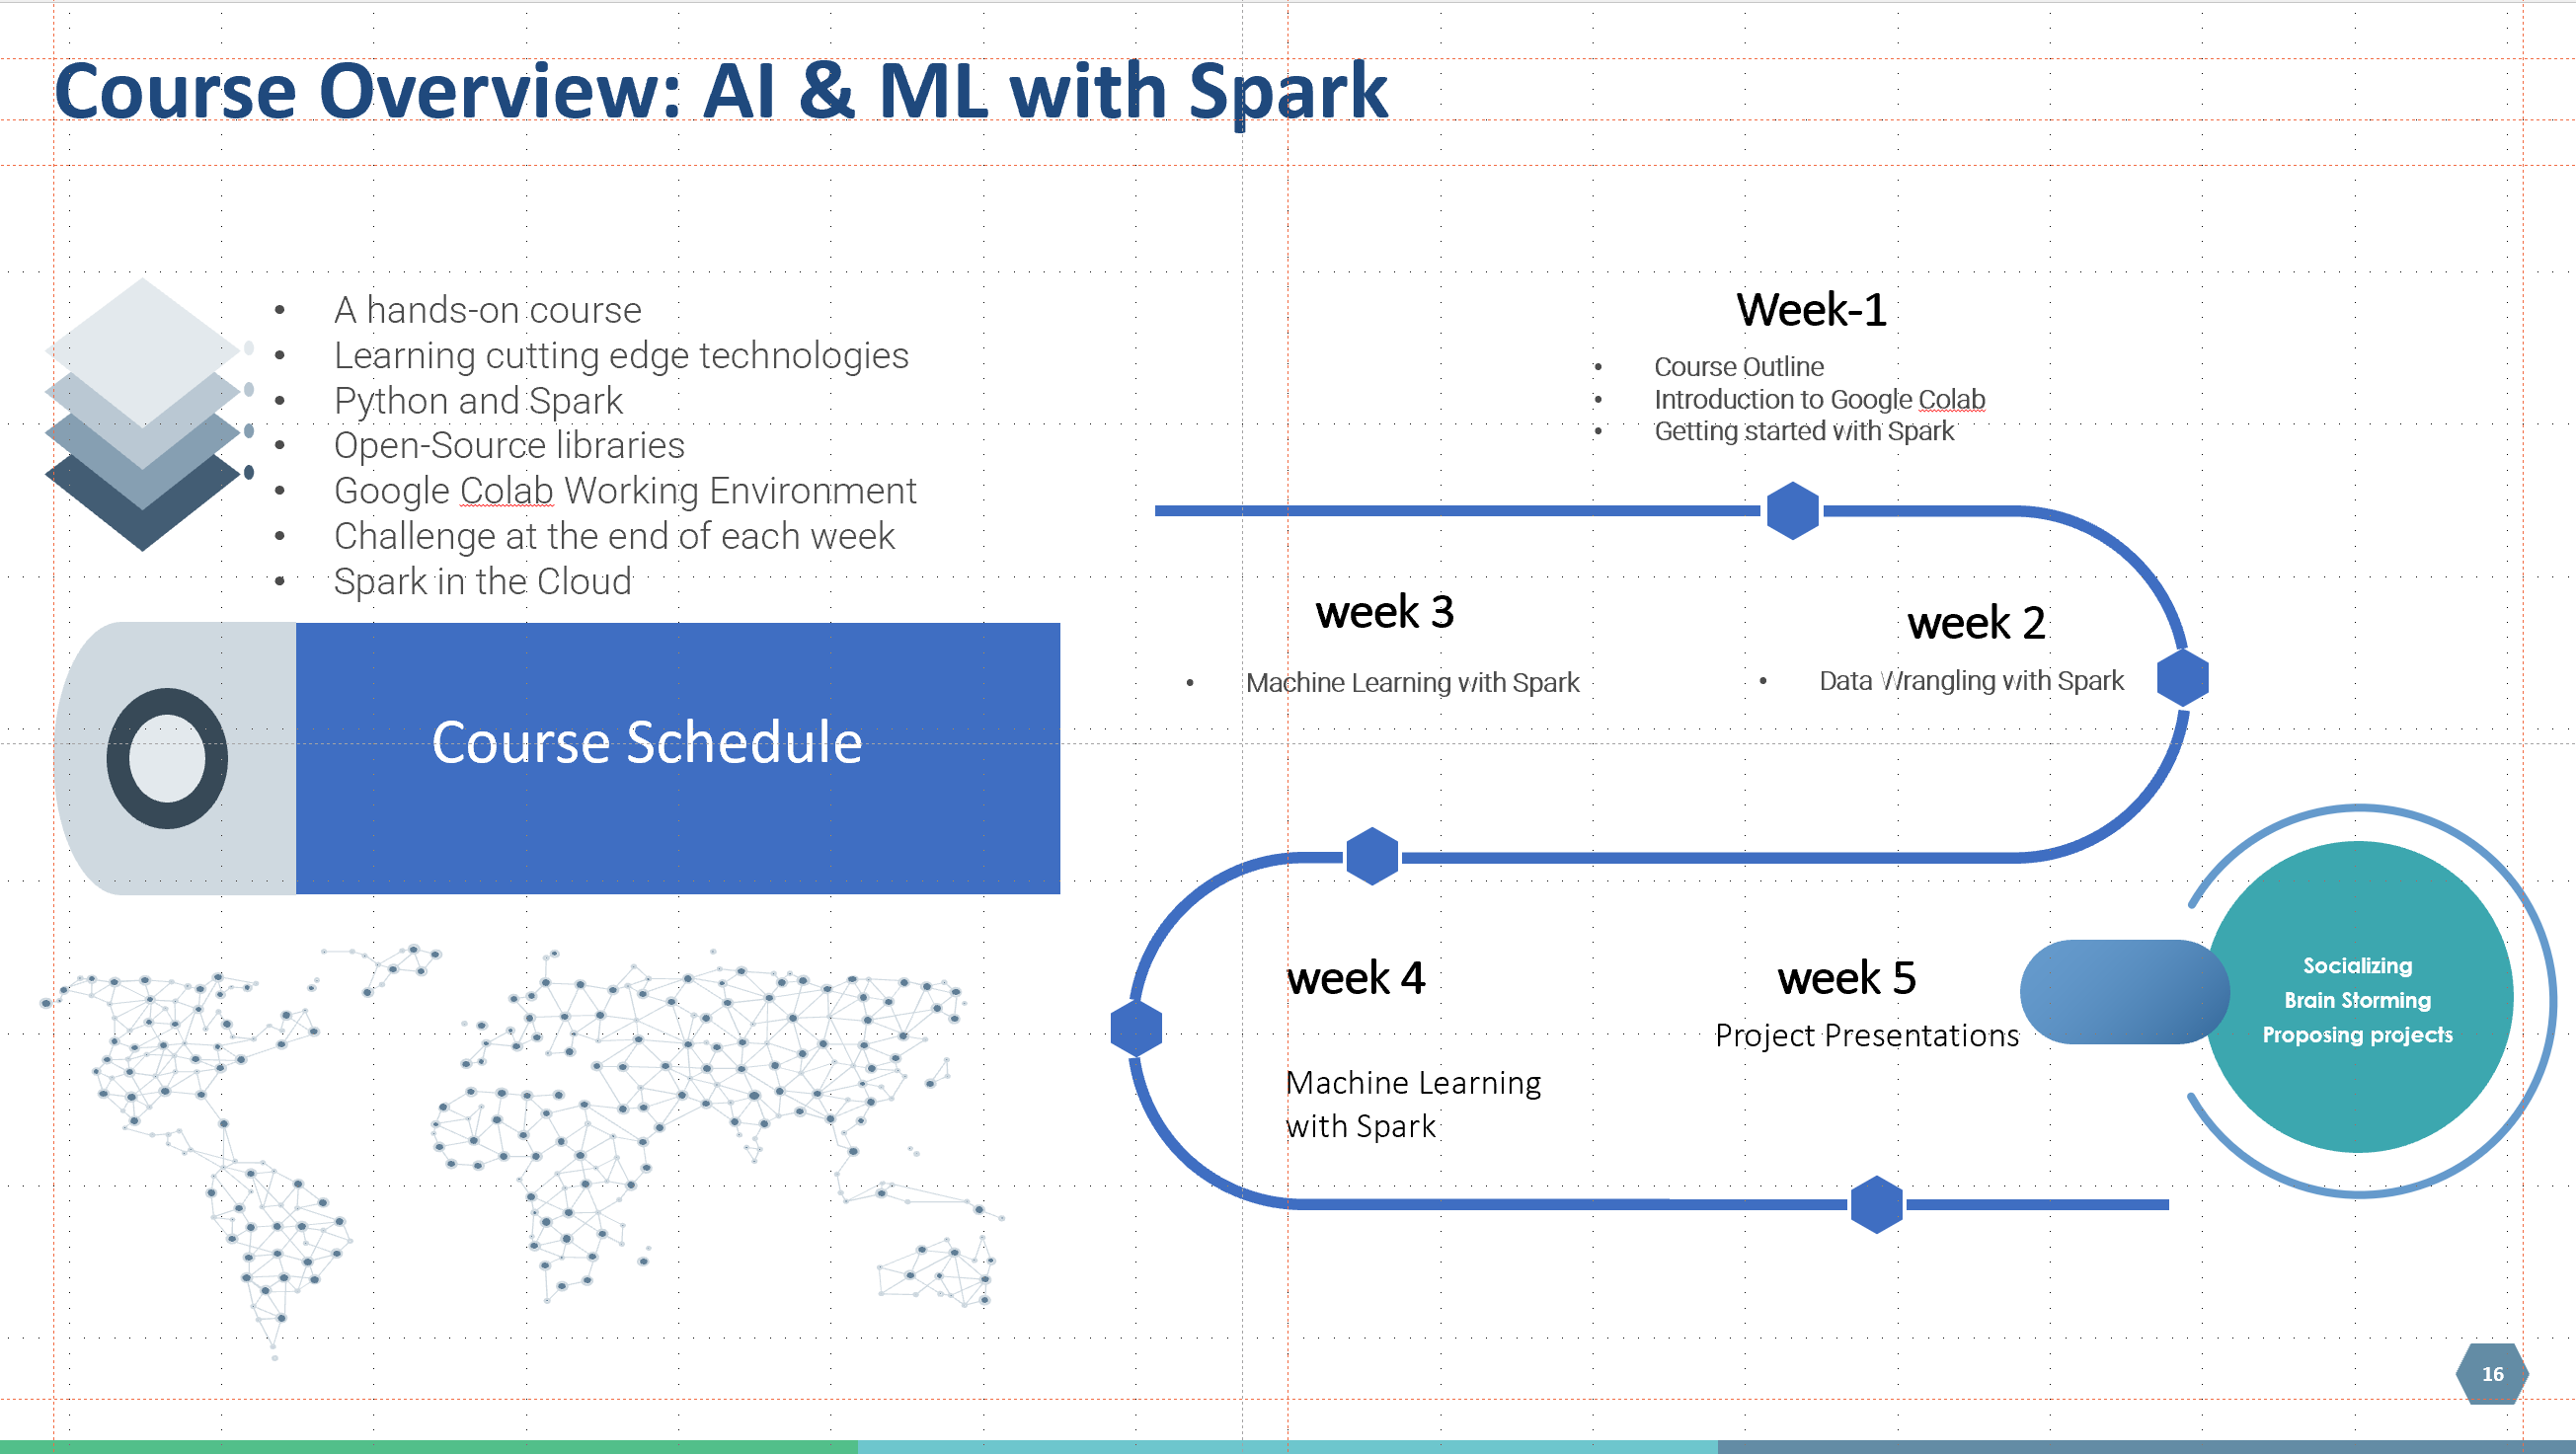 Course Overview: AI & ML with Spark
• A hands-on course
• Learning cutting edge technologies
• Python and Spark
• Open-Source libraries
• Google Colab Working Environment
• Challenge at the end of each week
• Spark in the Cloud
Course Schedule
Week-1
• Course Outline
• Introduction to Google Colab
• Getting started with Spark
week 2
• Data Wrangling with Spark
week 3
• Machine Learning with Spark
week 4
Machine Learning
with Spark
week 5
Project Presentations
Socializing
Brain Storming
Proposing projects
16